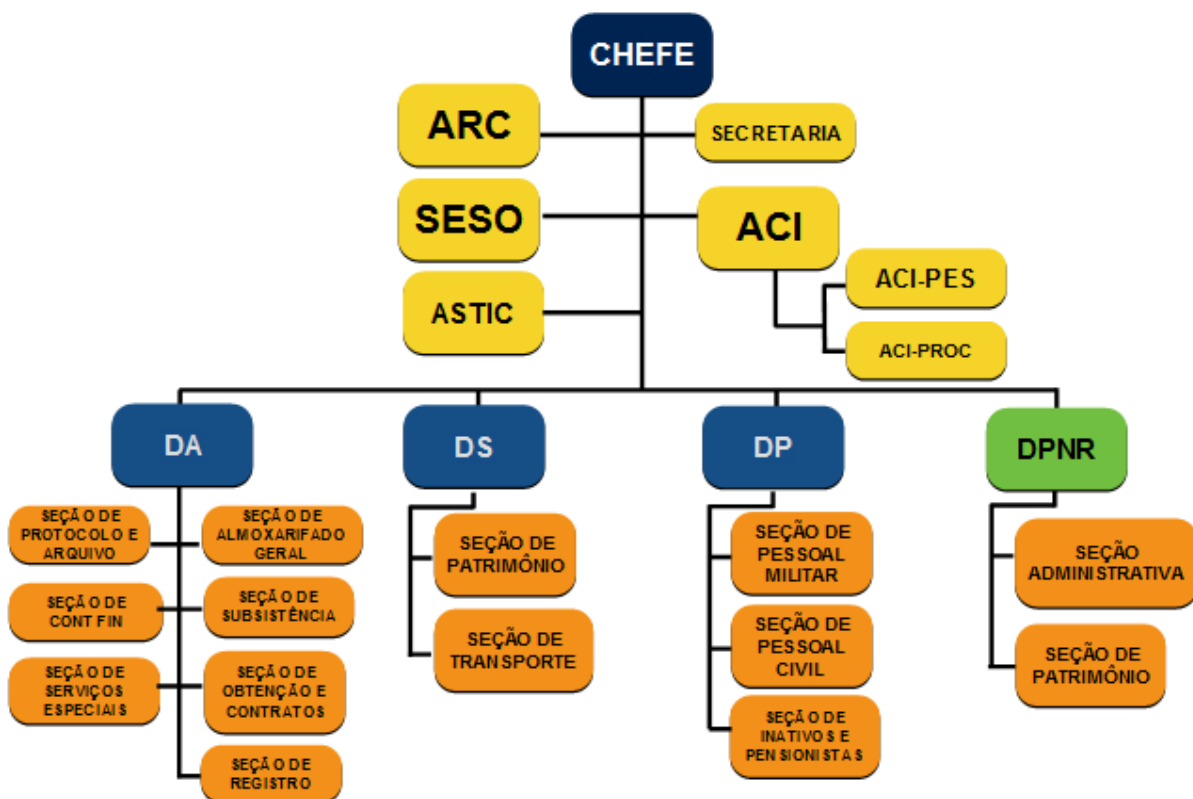 CHEFE
ARC
SECRETARIA
SESO
ACI
ACI-PES
ASTIC
ACI-PROC
DA
DS
DP
DPNR
SEÇÃO DE
PROTOCOLO E
ARQUIVO
SEÇÃO DE
ALMOXARIFADO
GERAL
SEÇÃO DE
CONT FIN
SEÇÃO DE
SUBSISTÊNCIA
SEÇÃO DE
SERVIÇOS
ESPECIAIS
SEÇÃO DE
OBTENÇÃO E
CONTRATOS
SEÇÃO DE
REGISTRO
SEÇÃO DE
PATRIMÔNIO
SEÇÃO DE
TRANSPORTE
SEÇÃO DE
PESSOAL
MILITAR
SEÇÃO DE
PESSOAL
CIVIL
SEÇÃO DE
INATIVOS E
PENSIONISTAS
SEÇÃO
ADMINISTRATIVA
SEÇÃO DE
PATRIMÔNIO